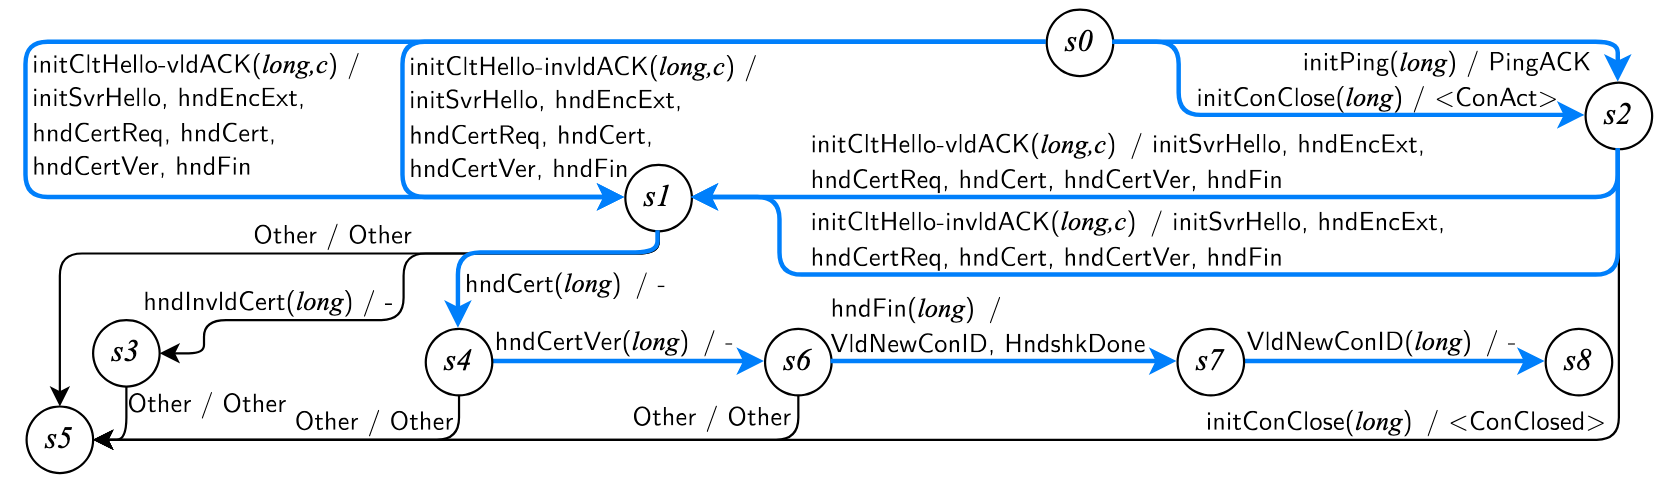 s0
initCltHello-vldACK(long,c) /
initSvrHello, hndEncExt,
hndCertReq, hndCert,
hndCertVer, hndFin
initCltHello-invldACK(long,c) /
initSvrHello, hndEncExt,
hndCertReq, hndCert,
hndCertVer, hndFin
initPing(long) / PingACK
initConClose(long) / <ConAct>
s2
initCltHello-vldACK(long,c) / initSvrHello, hndEncExt,
hndCertReq, hndCert, hndCertVer, hndFin
s1
initCltHello-invldACK(long,c) / initSvrHello, hndEncExt,
hndCertReq, hndCert, hndCertVer, hndFin
Other / Other
hndCert(long) / -
hndInvldCert(long) / -
s3
s4
hndCertVer(long) / -
s6
hndFin(long) /
VldNewConID, HndshkDone
s7
VldNewConID(long) / -
s8
Other / Other
Other / Other
Other / Other
initConClose(long) / <ConClosed>
s5